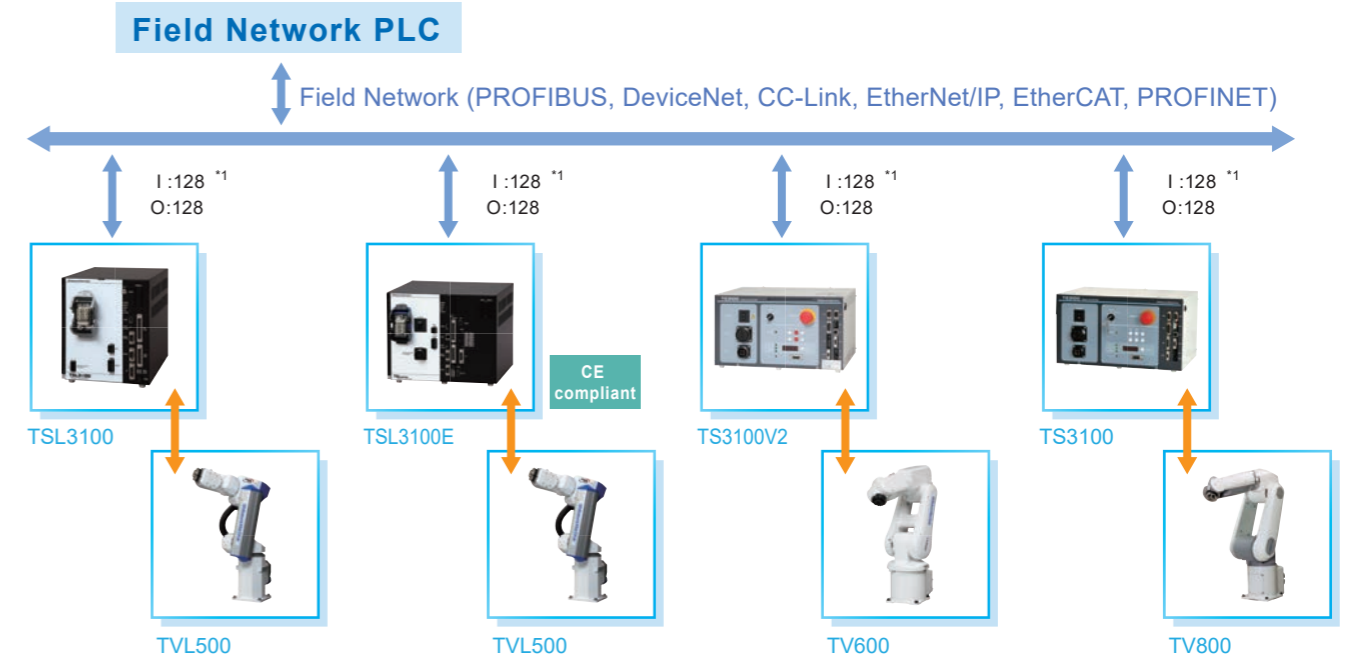 Field Network PLC
Field Network (PROFIBUS, DeviceNet, CC-Link, EtherNet/IP, EtherCAT, PROFINET)
I :128 *1
O:128
I :128 *1
O:128
I :128 *1
O:128
I :128 *1
O:128
CE
compliant
TSL3100
TSL3100E
TS3100V2
TS3100
TVL500
TVL500
TV600
TV800